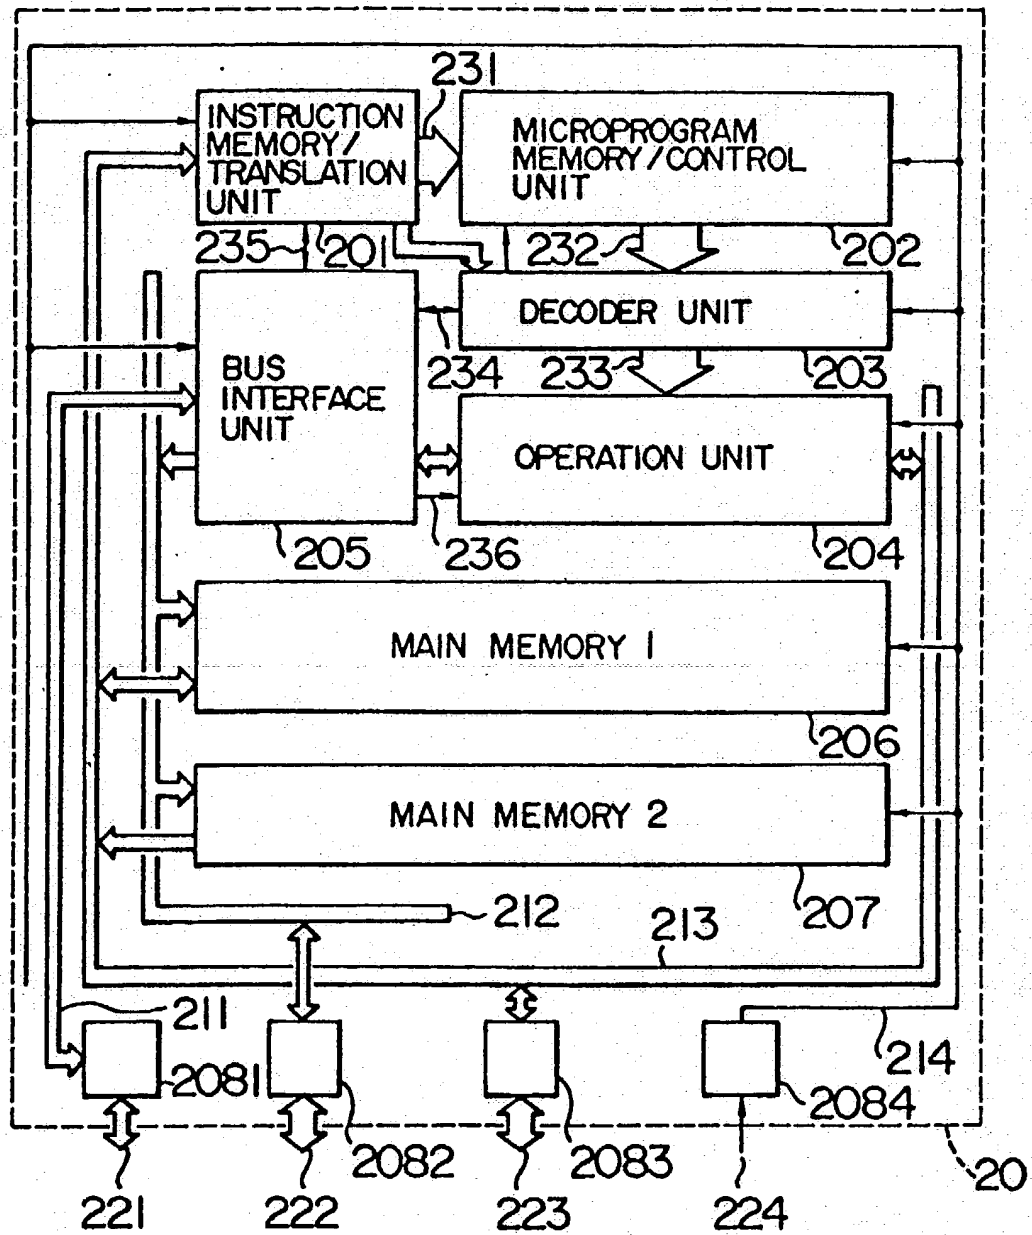 231
INSTRUCTION
MEMORY/
TRANSLATION
UNIT
MICROPROGRAM
MEMORY/CONTROL
UNIT
235
201
232
202
DECODER UNIT
234
233
203
BUS
INTERFACE
UNIT
OPERATION UNIT
205
236
204
MAIN MEMORY 1
206
MAIN MEMORY 2
207
212
213
211
214
2081
2082
2083
2084
20
221
222
223
224